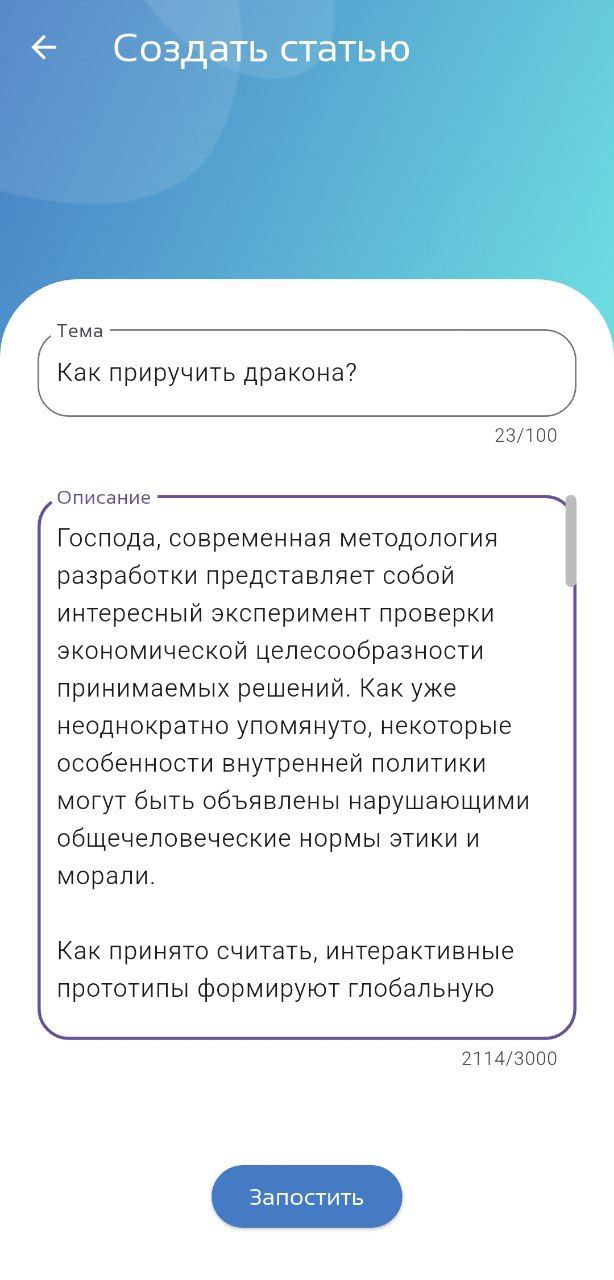 Создать статью
Тема
Как приручить дракона?
23/100
Описание
Господа, современная методология
разработки представляет собой
интересный эксперимент проверки
экономической целесообразности
принимаемых решений. Как уже
неоднократно упомянуто, некоторые
особенности внутренней политики
могут быть объявлены нарушающими
общечеловеческие нормы этики и
морали.
Как принято считать, интерактивные
прототипы формируют глобальную
2114/3000
Запостить